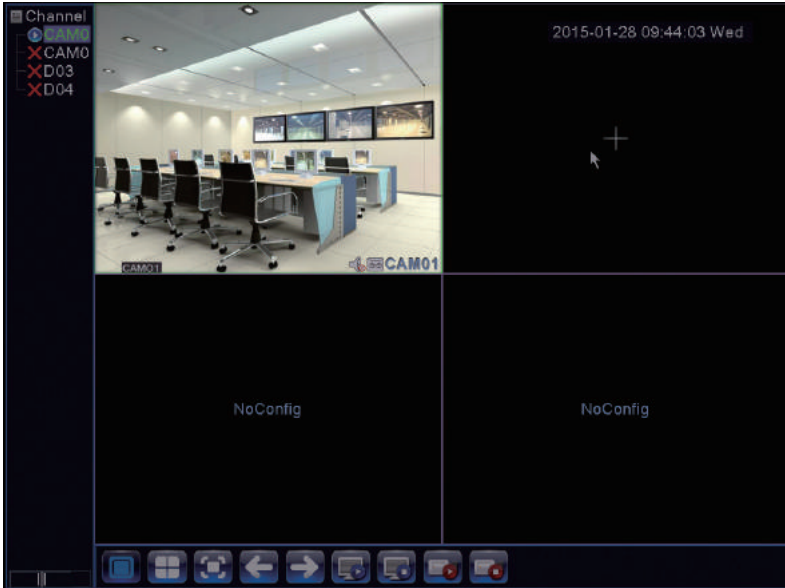 Channel
CAM0
CAM0
D03
D04
2015-01-28 09:44:03 Wed
CAM01
CAM01
NoConfig
NoConfig